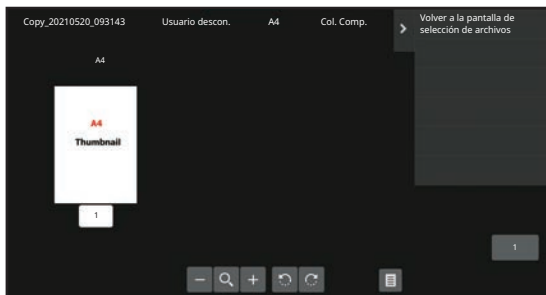 Copy_20210520_093143 Usuario descon. A4 Col. Comp.
Volver a la pantalla de
selección de archivos
A4
A4
Thumbnail
1
1